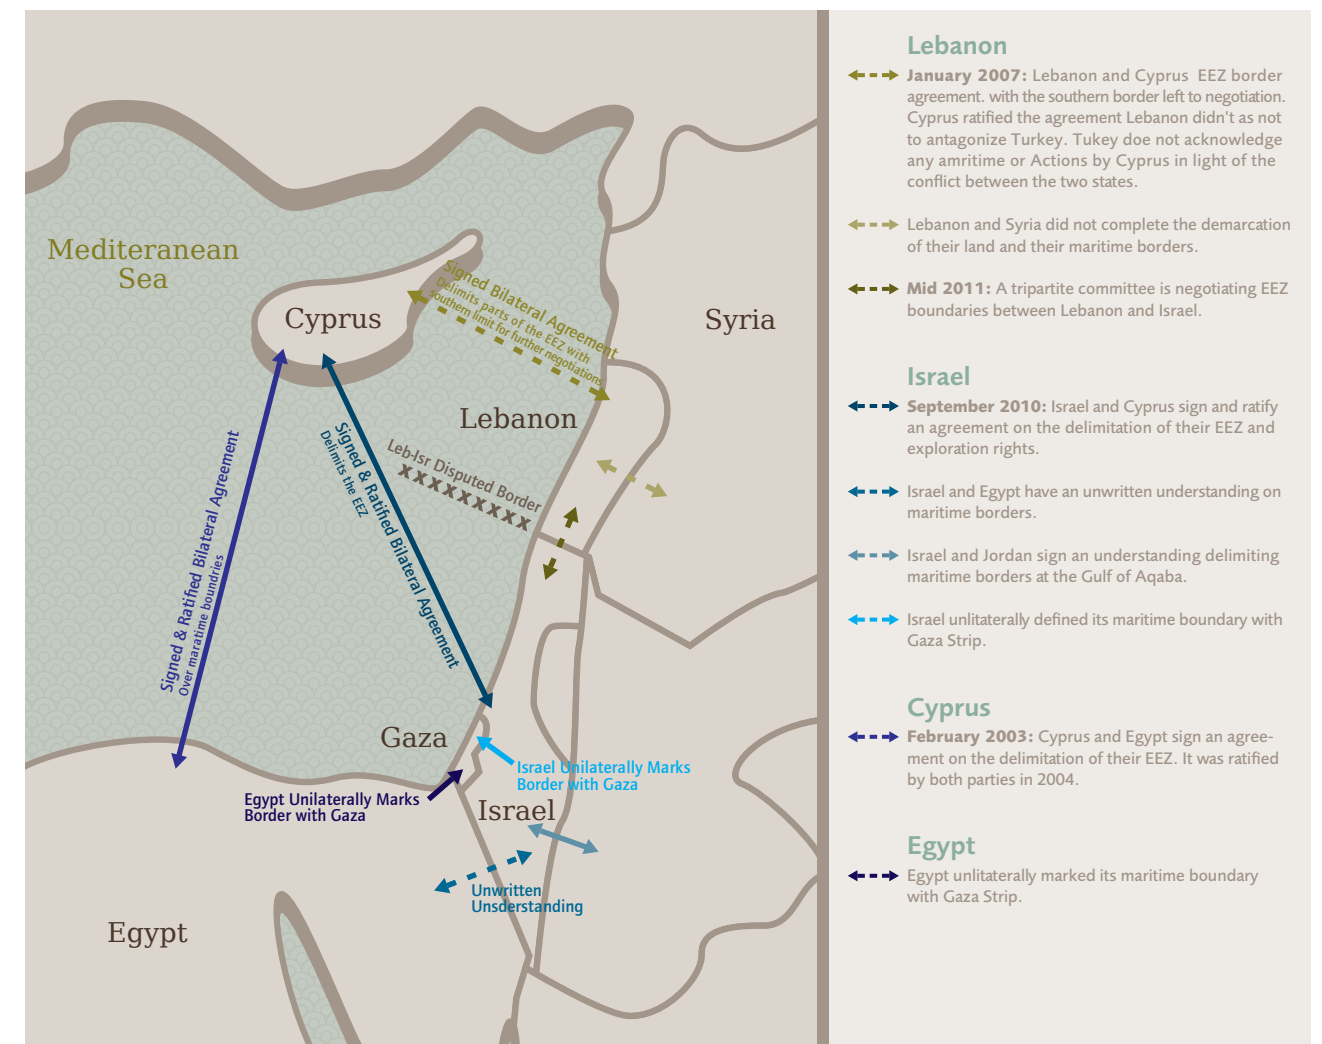 Mediteranean
Sea
Cyprus
Syria
Signed Bilateral Agreement
Delimits parts of the EEZ with
southern limit for further negotiations
Lebanon
Leb-Isr Disputed Border
xxxxxxxxxx
Signed & Ratified Bilateral Agreement
Delimits the EEZ
Signed & Ratified Bilateral Agreement
Over maratime boundries
Gaza
Israel Unilaterally Marks
Border with Gaza
Egypt Unilaterally Marks
Border with Gaza
Israel
Unwritten
Unsderstanding
Egypt
Lebanon
January 2007: Lebanon and Cyprus EEZ border
agreement. with the southern border left to negotiation.
Cyprus ratified the agreement Lebanon didn't as not
to antagonize Turkey. Tukey doe not acknowledge
any amritime or Actions by Cyprus in light of the
conflict between the two states.
Lebanon and Syria did not complete the demarcation
of their land and their maritime borders.
Mid 2011: A tripartite committee is negotiating EEZ
boundaries between Lebanon and Israel.
Israel
September 2010: Israel and Cyprus sign and ratify
an agreement on the delimitation of their EEZ and
exploration rights.
Israel and Egypt have an unwritten understanding on
maritime borders.
Israel and Jordan sign an understanding delimiting
maritime borders at the Gulf of Aqaba.
Israel unlitaterally defined its maritime boundary with
Gaza Strip.
Cyprus
February 2003: Cyprus and Egypt sign an agree-
ment on the delimitation of their EEZ. It was ratified
by both parties in 2004.
Egypt
Egypt unlitaterally marked its maritime boundary
with Gaza Strip.